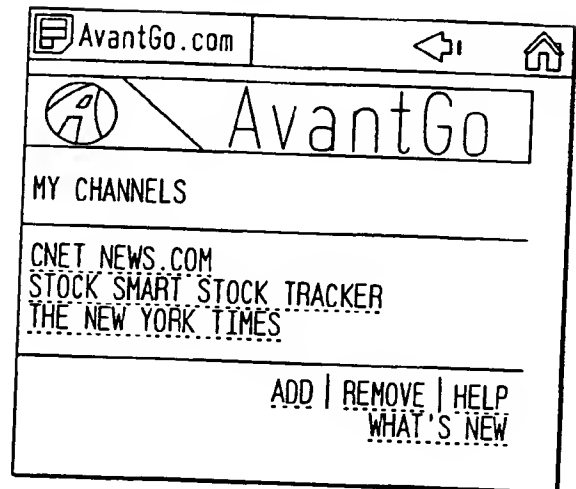 AvantGo.com
AvantGo
MY CHANNELS
CNET NEWS.COM
STOCK SMART STOCK TRACKER
THE NEW YORK TIMES
ADD | REMOVE | HELP
WHAT'S NEW